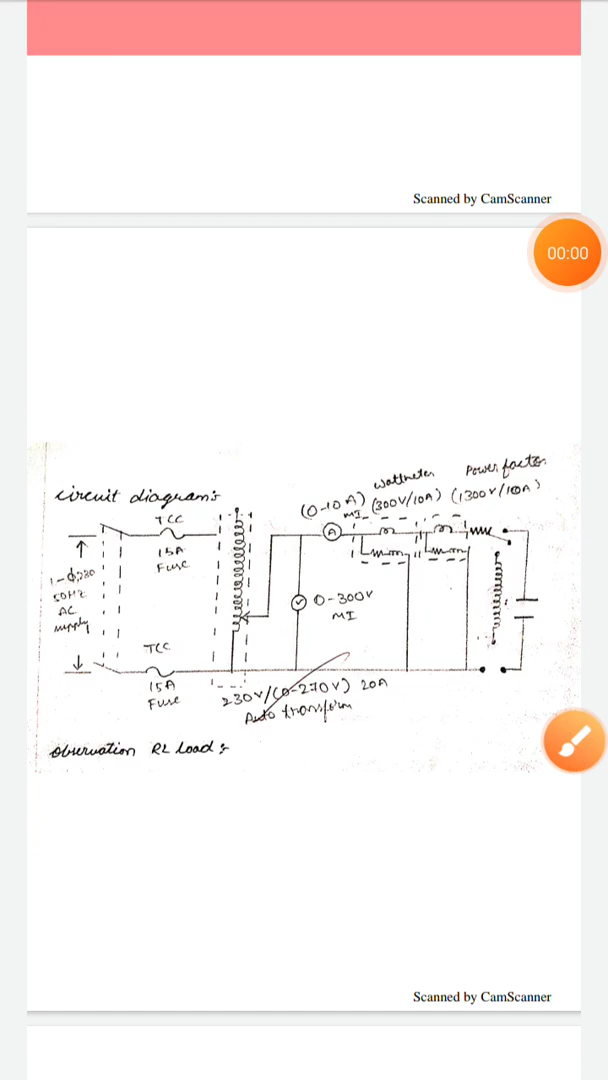 Scanned by CamScanner
00:00
circuit diagram:
TCC
15A
Fuse
1-ϕ, 230
50HZ
AC
supply
TCC
15A
Fuse
(0-10A)
MI
A
wattmeter
(300V/10A)
Power factor
(300V/10A)
V
0-300V
MI
230V/(0-270V) 20A
Auto transform
Observation RL load:
Scanned by CamScanner